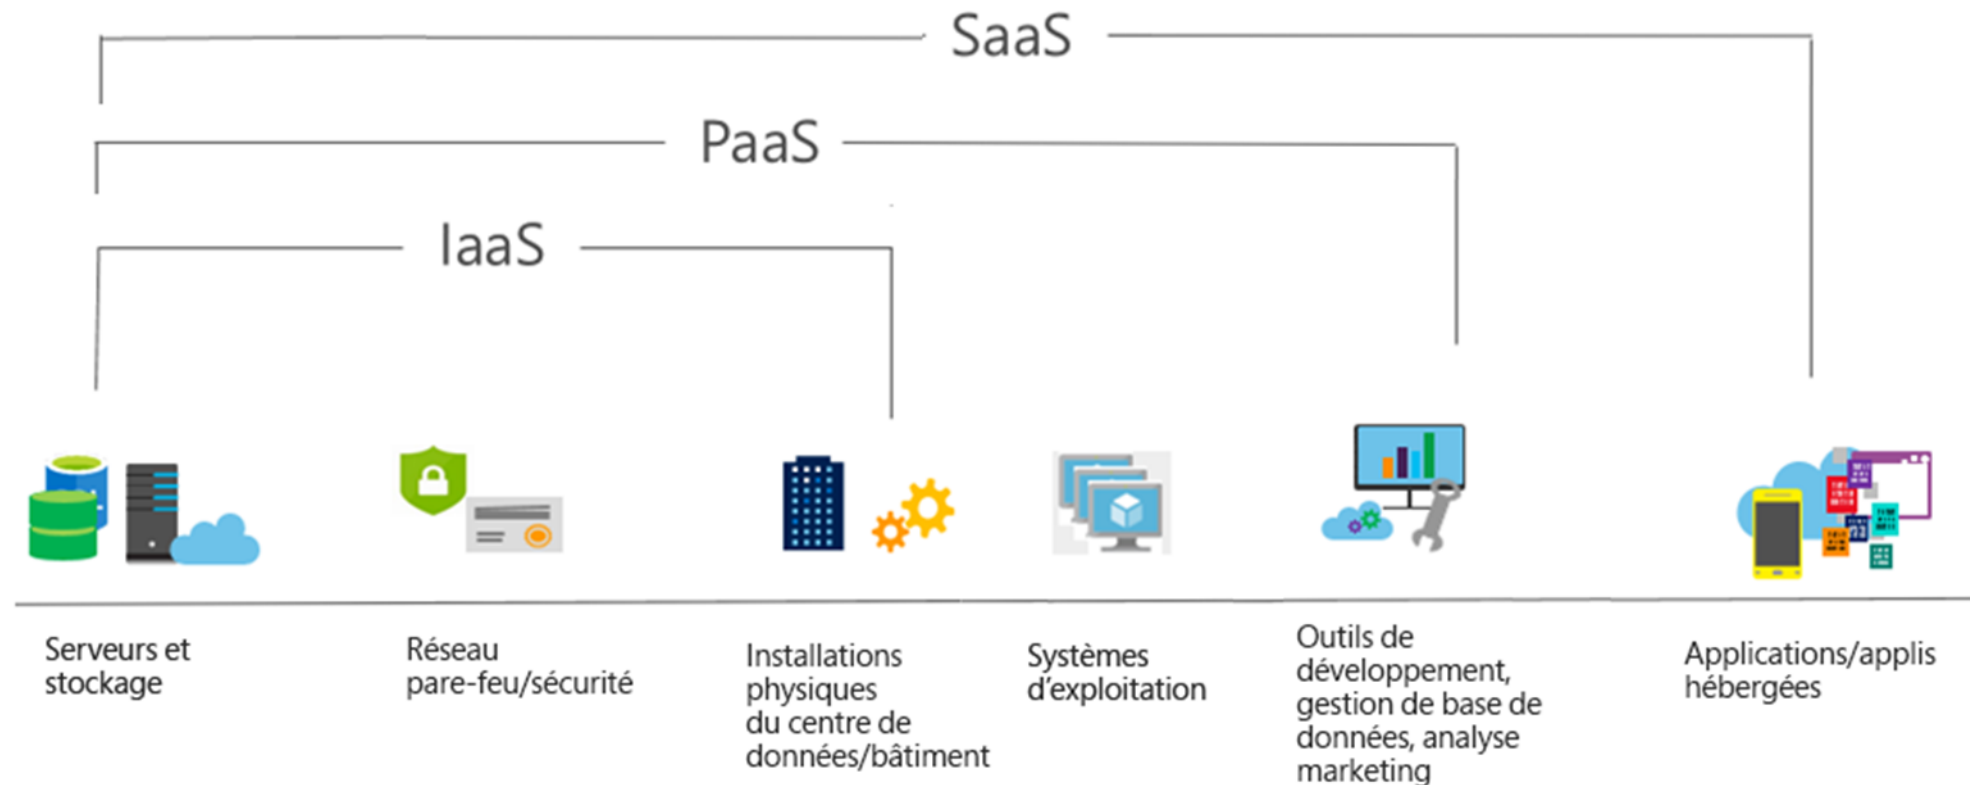 SaaS
PaaS
IaaS
Serveurs et
stockage
Réseau
pare-feu/sécurité
Installations
physiques
du centre de
données/bâtiment
Systèmes
d’exploitation
Outils de
développement,
gestion de base de
données, analyse
marketing
Applications/applis
hébergées